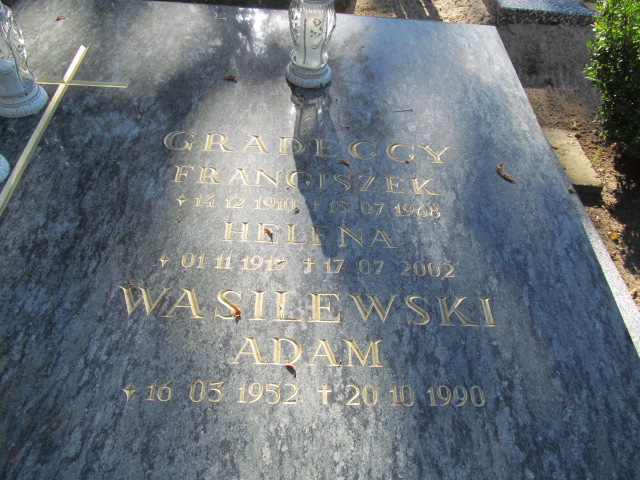 GRADECCY
FRANCISZEK
✦ 14 12 1910 ✝ 15 07 1968
HELENA
✦ 01 11 1919 ✝ 17 07 2002
WASILEWSKI
ADAM
✦ 16 03 1952 ✝ 20 10 1990